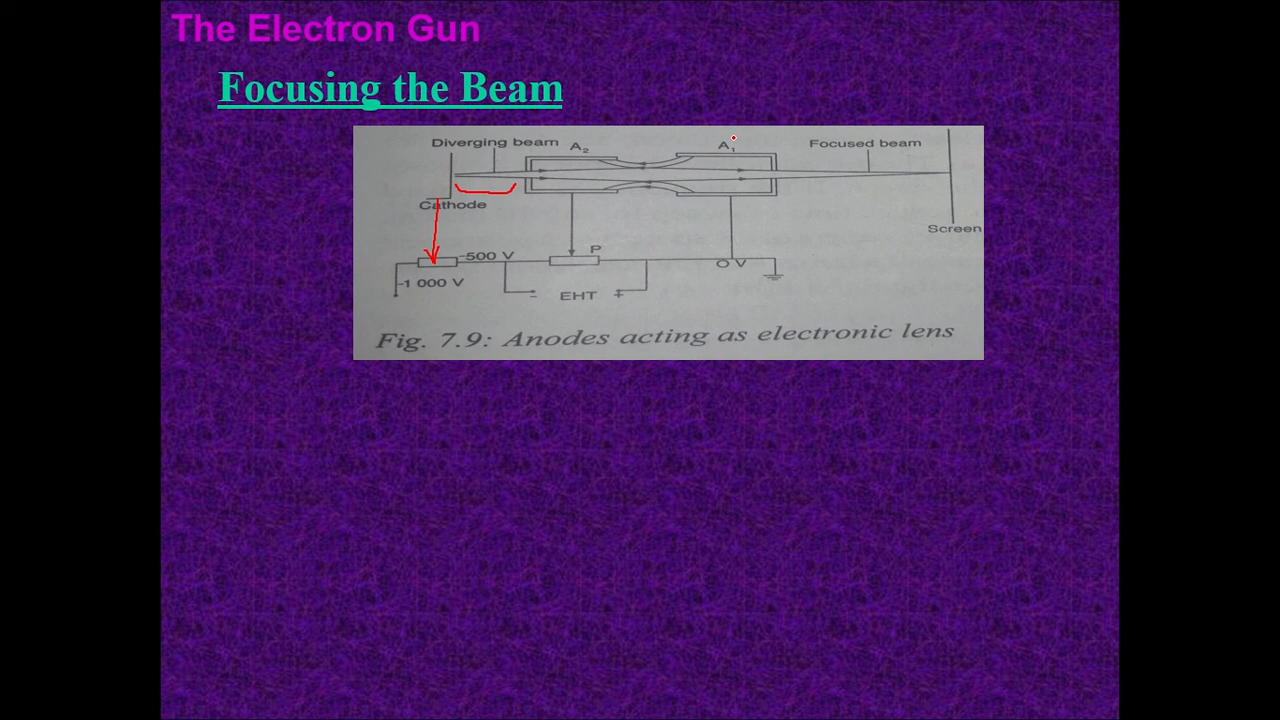 The Electron Gun
Focusing the Beam
Diverging beam A₂ A₁ Focused beam
Cathode
Screen
-500 V P O V
-1 000 V
- EHT +
Fig. 7.9: Anodes acting as electronic lens